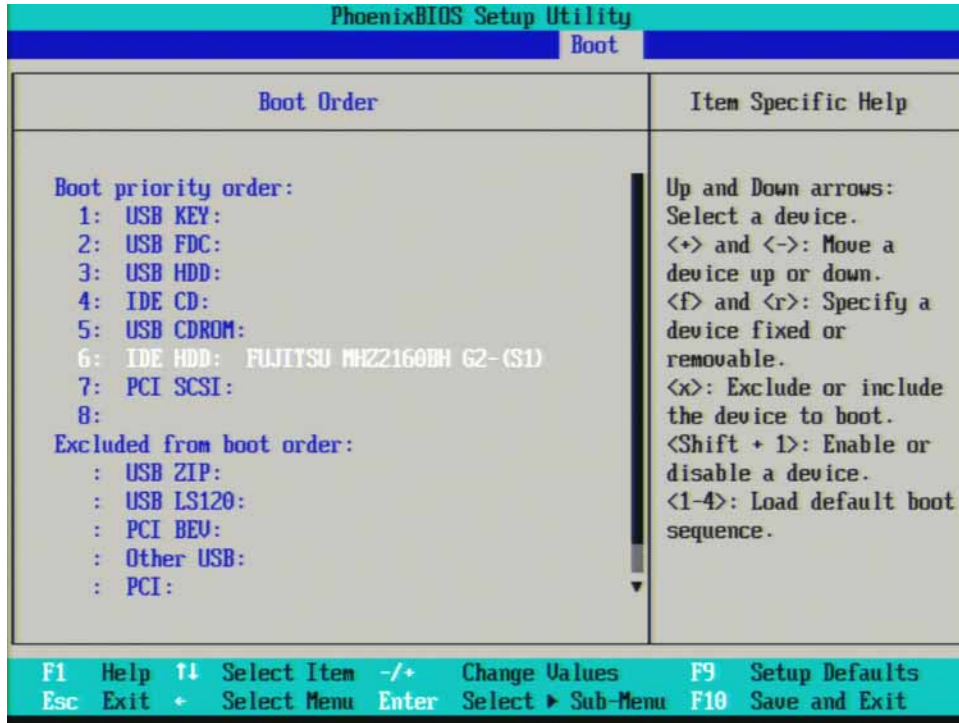 PhoenixBIOS Setup Utility
Boot
Boot Order
Item Specific Help
Boot priority order:
1: USB KEY:
2: USB FDC:
3: USB HDD:
4: IDE CD:
5: USB CDROM:
6: IDE HDD: FUJITSU MHZ2160BH G2-(S1)
7: PCI SCSI:
8:
Excluded from boot order:
: USB ZIP:
: USB LS120:
: PCI BEV:
: Other USB:
: PCI:
Up and Down arrows:
Select a device.
<+> and <->: Move a
device up or down.
<f> and <r>: Specify a
device fixed or
removable.
<x>: Exclude or include
the device to boot.
<Shift + 1>: Enable or
disable a device.
<1-4>: Load default boot
sequence.
F1 Help ↑↓ Select Item -/+ Change Values F9 Setup Defaults
Esc Exit ← Select Menu Enter Select ▶ Sub-Menu F10 Save and Exit